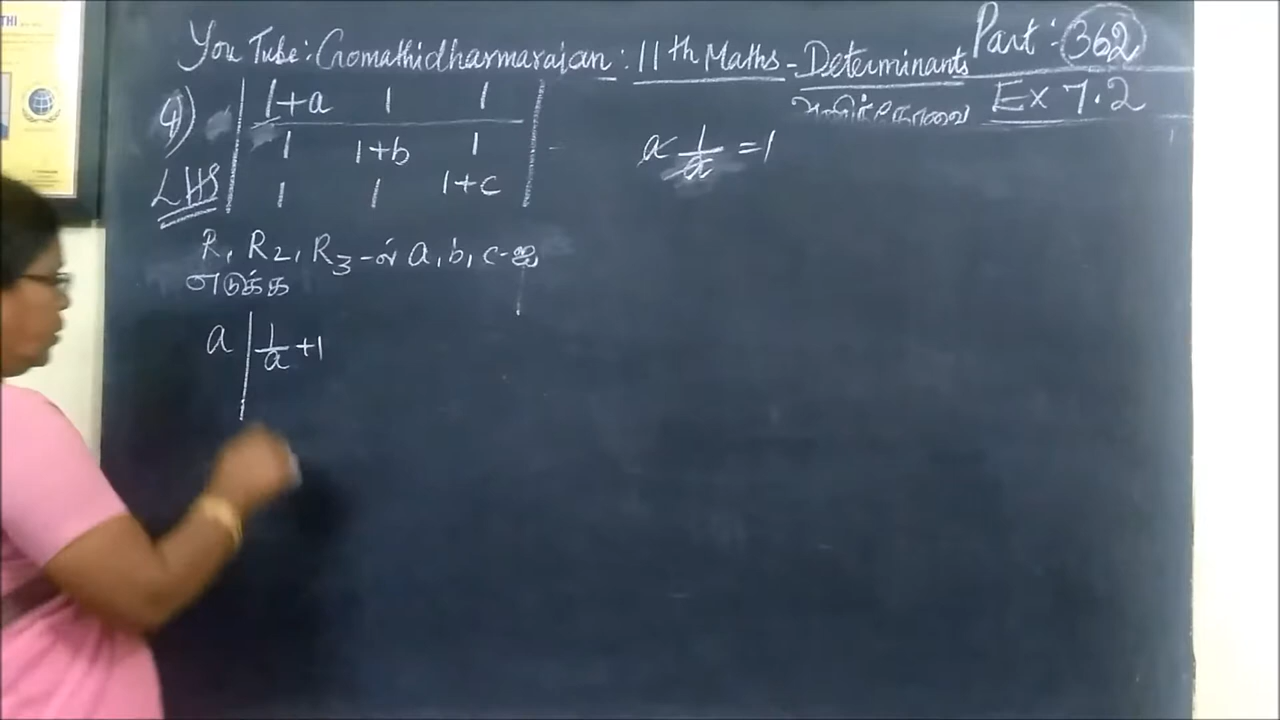 You Tube: Gomathidharmarajan: 11th Maths - Determinants Part: 362
அணிக்கோவை Ex 7.2
4) | 1+a 1 1 |
| 1 1+b 1 |
LHS | 1 1 1+c |
a 1/a = 1
R1, R2, R3-ல் a, b, c-ஐ
எடுக்க
a | 1/a +1